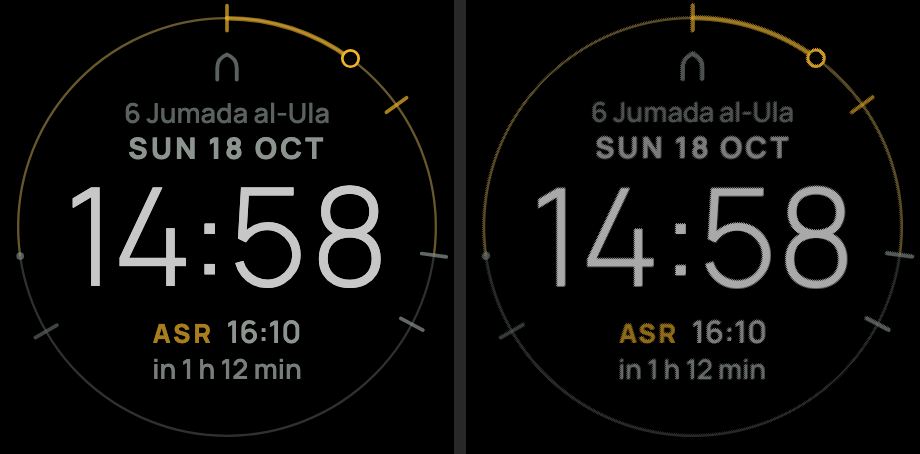 6 Jumada al-Ula
SUN 18 OCT
14:58
ASR 16:10
in 1 h 12 min
6 Jumada al-Ula
SUN 18 OCT
14:58
ASR 16:10
in 1 h 12 min